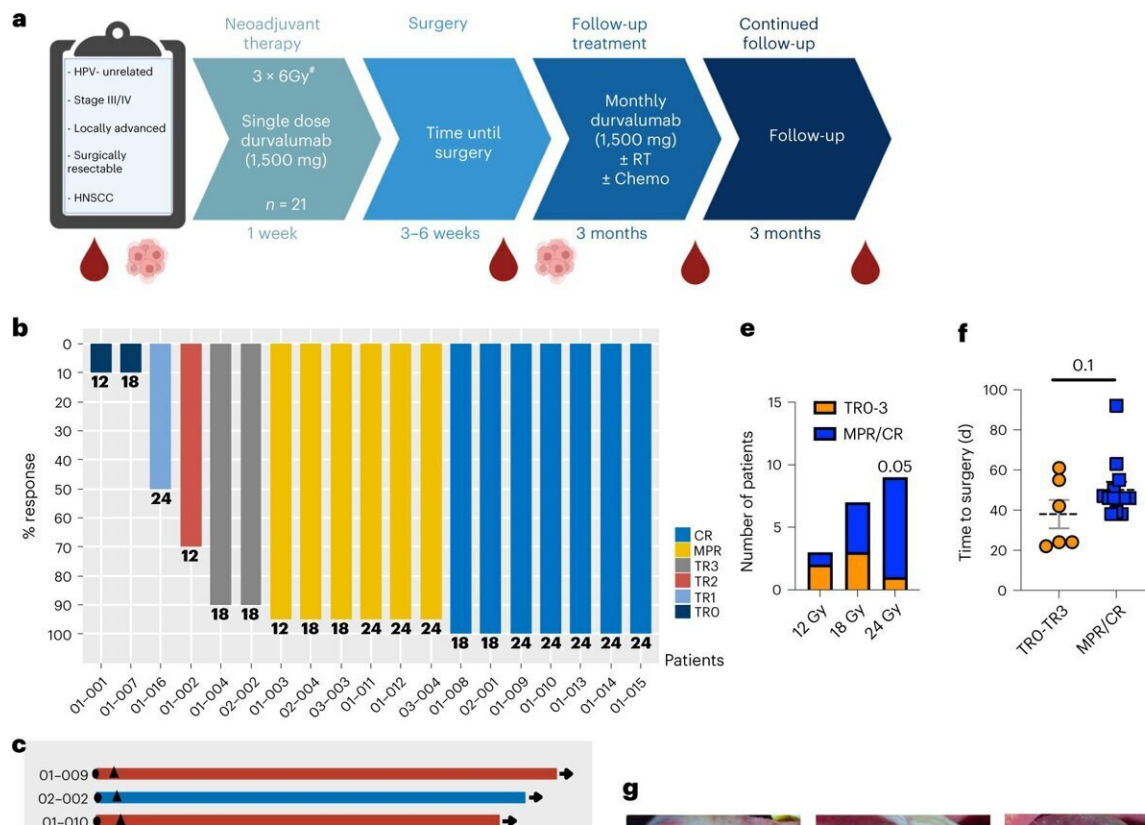 a
Neoadjuvant therapy
Surgery
Follow-up treatment
Continued follow-up
- HPV- unrelated
- Stage III/IV
- Locally advanced
- Surgically
resectable
- HNSCC
3 × 6Gy#
Single dose
durvalumab
(1,500 mg)
n = 21
Time until
surgery
Monthly
durvalumab
(1,500 mg)
± RT
± Chemo
Follow-up
1 week
3–6 weeks
3 months
3 months
b
% response
0
10
20
30
40
50
60
70
80
90
100
12
18
24
12
18
18
12
18
18
24
24
24
18
18
24
24
24
24
24
CR
MPR
TR3
TR2
TR1
TR0
Patients
01–001
01–007
01–016
01–002
01–004
02–002
01–003
02–004
03–003
01–011
01–012
03–004
01–008
02–001
01–009
01–010
01–013
01–014
01–015
e
Number of patients
15
10
5
0
TR0-3
MPR/CR
0.05
12 Gy
18 Gy
24 Gy
f
0.1
Time to surgery (d)
100
80
60
40
20
0
TR0-TR3
MPR/CR
c
01–009
02–002
01–010
g